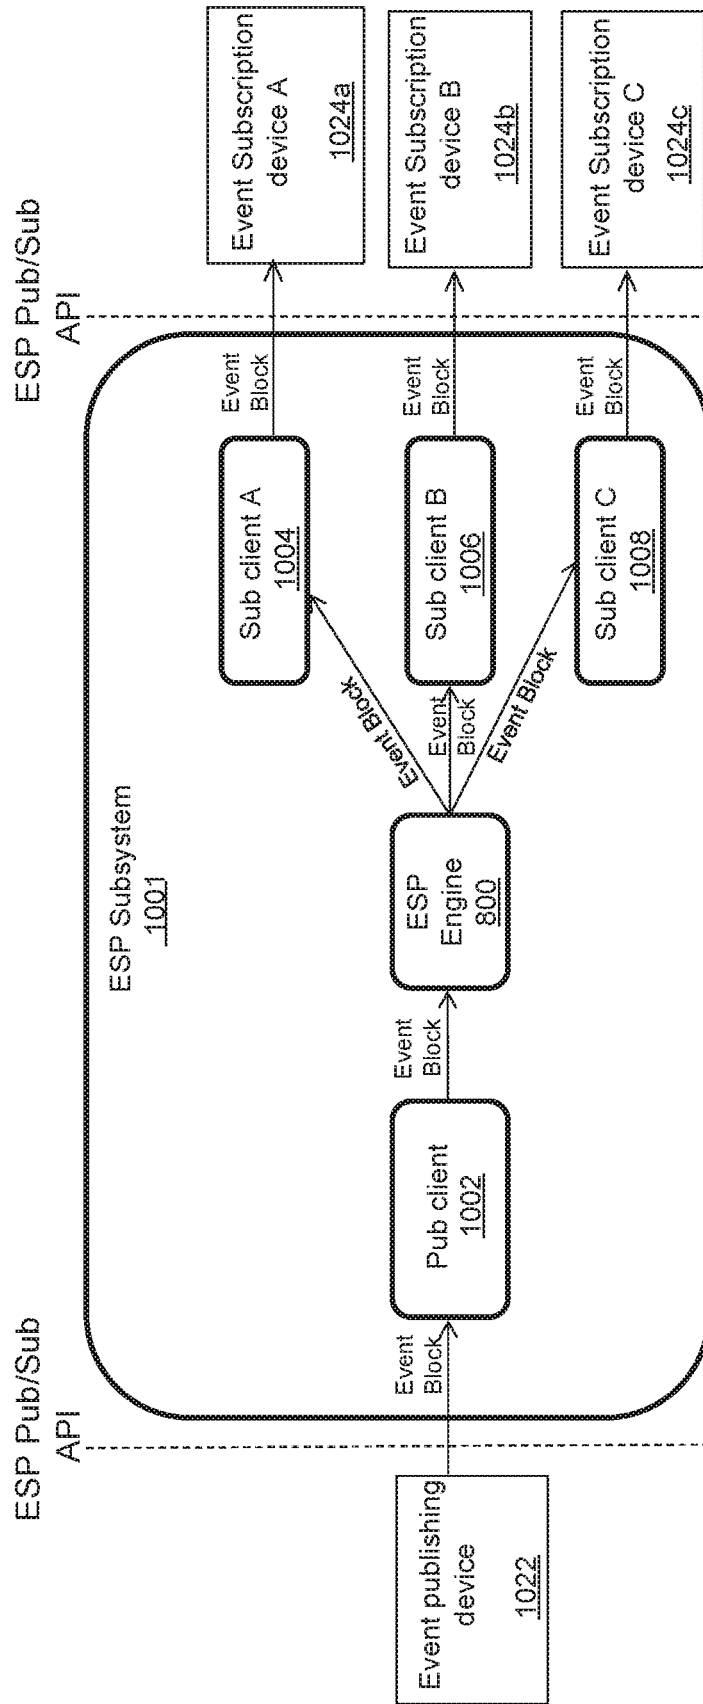 ESP Pub/Sub
API
ESP Pub/Sub
API
ESP Subsystem
1001
Event publishing
device
1022
Event
Block
Pub client
1002
Event
Block
ESP
Engine
800
Event Block
Event
Block
Event Block
Sub client A
1004
Sub client B
1006
Sub client C
1008
Event
Block
Event
Block
Event
Block
Event Subscription
device A
1024a
Event Subscription
device B
1024b
Event Subscription
device C
1024c